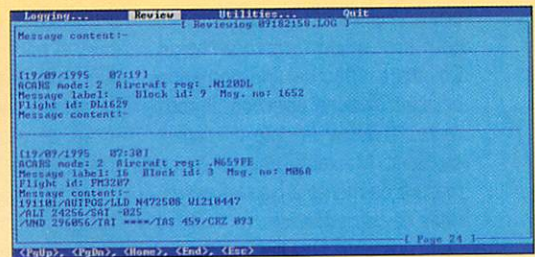 Logging... Review Utilities... Quit
[ Reviewing 09182158.LOG ]
Message content:-
[19/09/1995 07:19]
ACARS mode: 2 Aircraft reg: .N120DL
Message label: Block id: 9 Msg. no: 1652
Flight id: DL1629
Message content:-
[19/09/1995 07:30]
ACARS mode: 2 Aircraft reg: .N659FE
Message label: 16 Block id: 3 Msg. no: M06A
Flight id: FM3207
Message content:-
191101/AUTPOS/LLD N472508 W1210447
/ALT 24256/SAT -025
/WND 296056/TAT ****/TAS 459/CRZ 093
[ Page 24 ]
<PgUp>, <PgDn>, <Home>, <End>, <Esc>